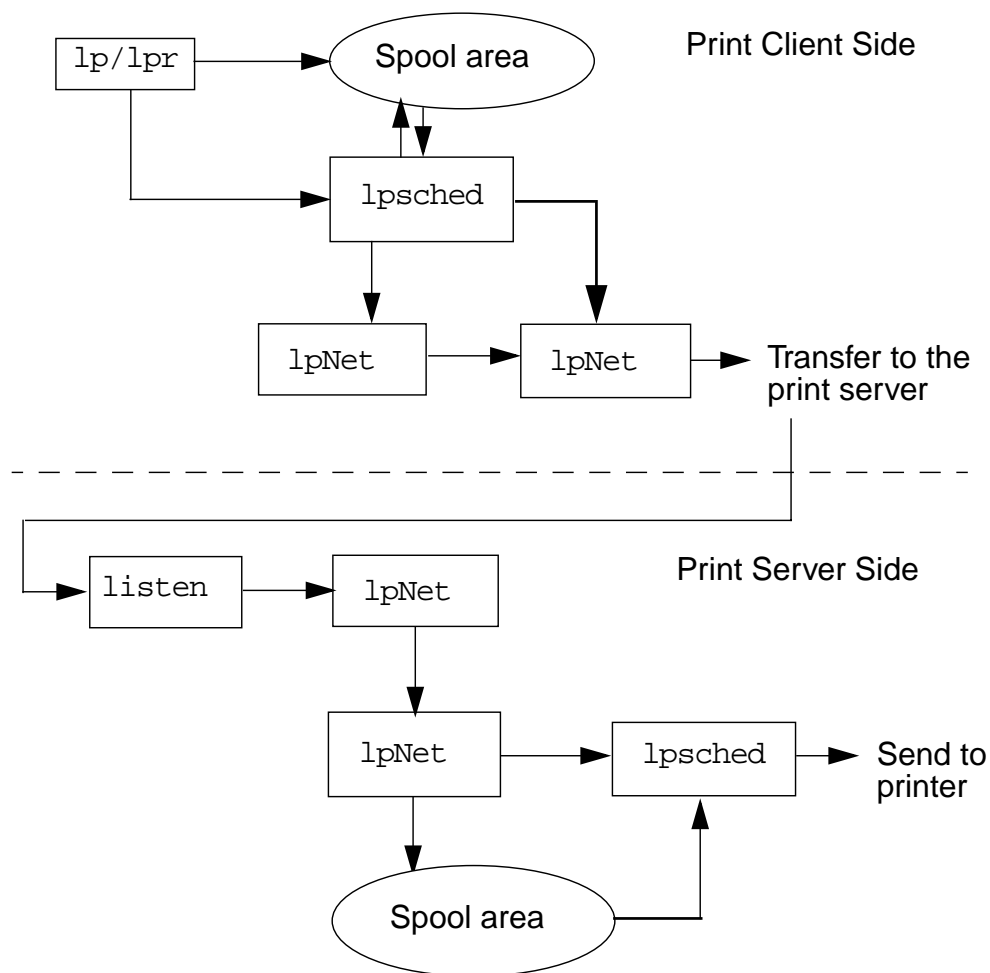 lp/lpr
Spool area
Print Client Side
lpsched
lpNet
lpNet
Transfer to the
print server
Print Server Side
listen
lpNet
lpNet
lpsched
Send to
printer
Spool area